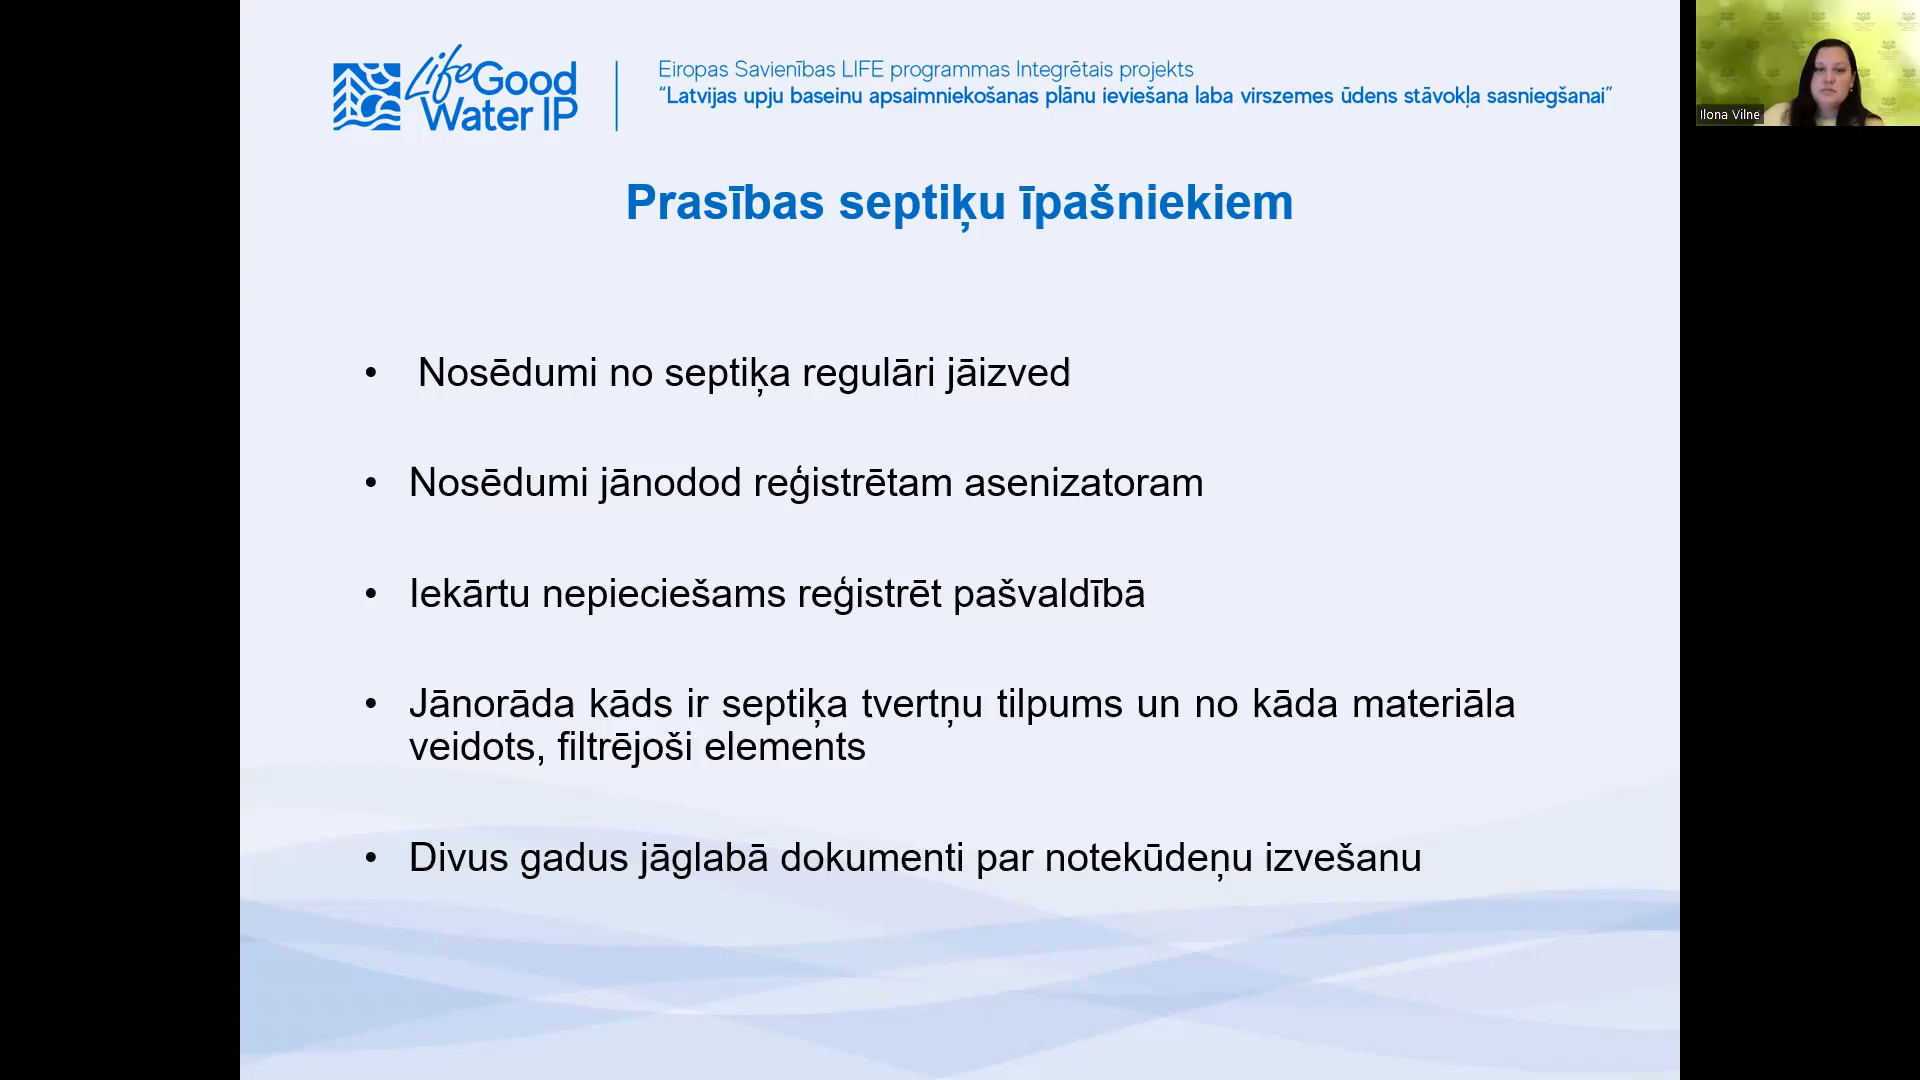 Life Good
Water IP
Eiropas Savienības LIFE programmas Integrētais projekts
“Latvijas upju baseinu apsaimniekošanas plānu ieviešana laba virszemes ūdens stāvokļa sasniegšanai”
Ilona Vilne
Prasības septiķu īpašniekiem
• Nosēdumi no septiķa regulāri jāizved
• Nosēdumi jānodod reģistrētam asenizatoram
• Iekārtu nepieciešams reģistrēt pašvaldībā
• Jānorāda kāds ir septiķa tvertņu tilpums un no kāda materiāla
veidots, filtrējoši elements
• Divus gadus jāglabā dokumenti par notekūdeņu izvešanu